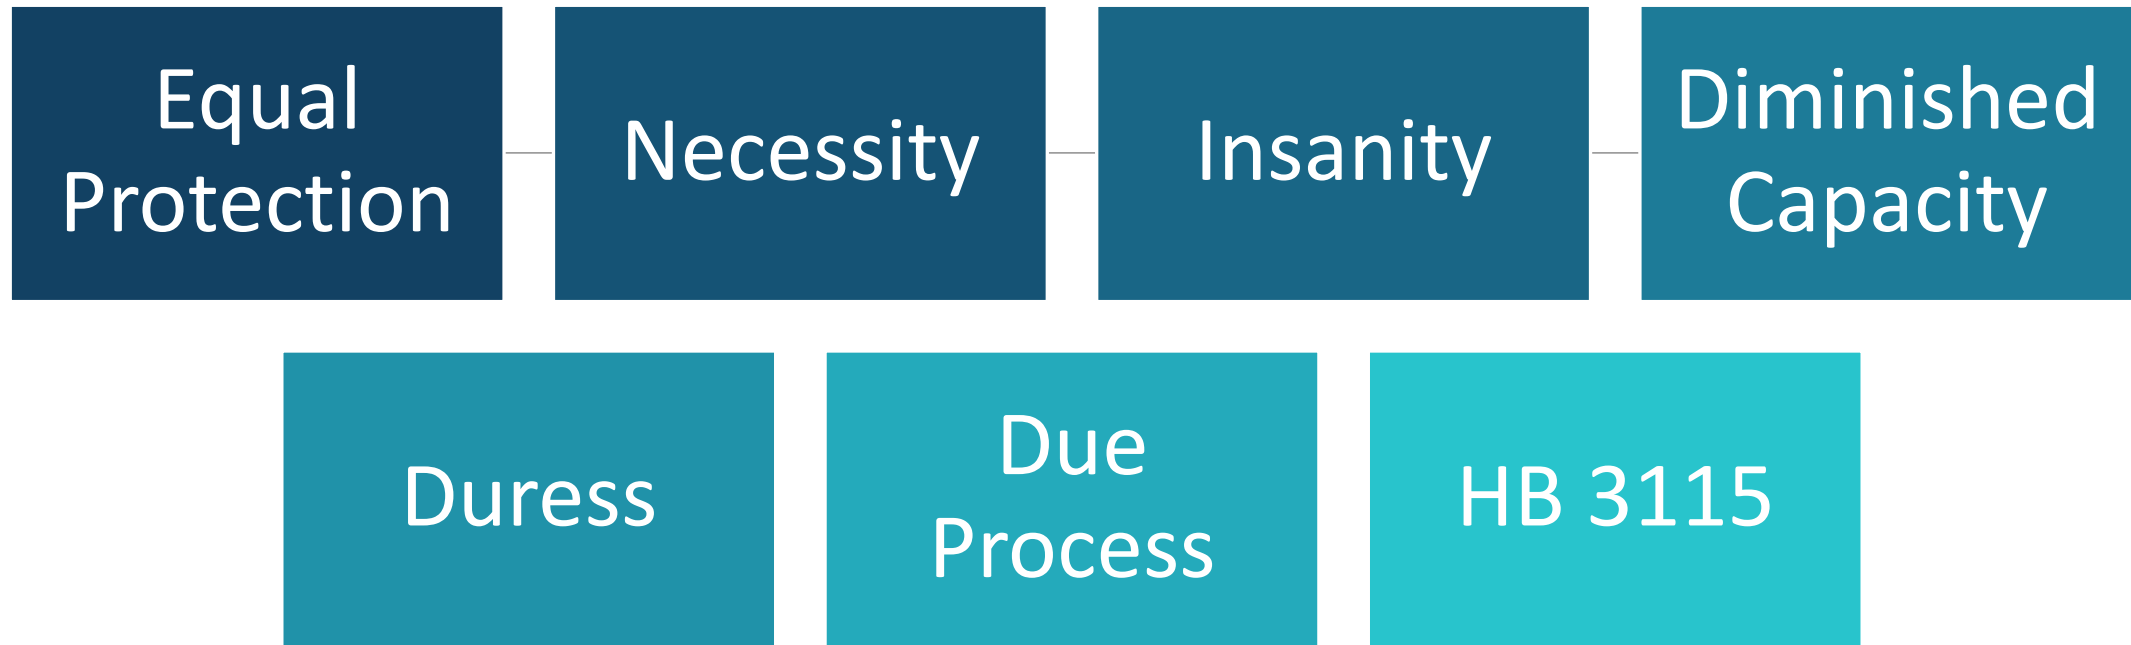 Equal
Protection
Necessity
Insanity
Diminished
Capacity
Duress
Due
Process
HB 3115